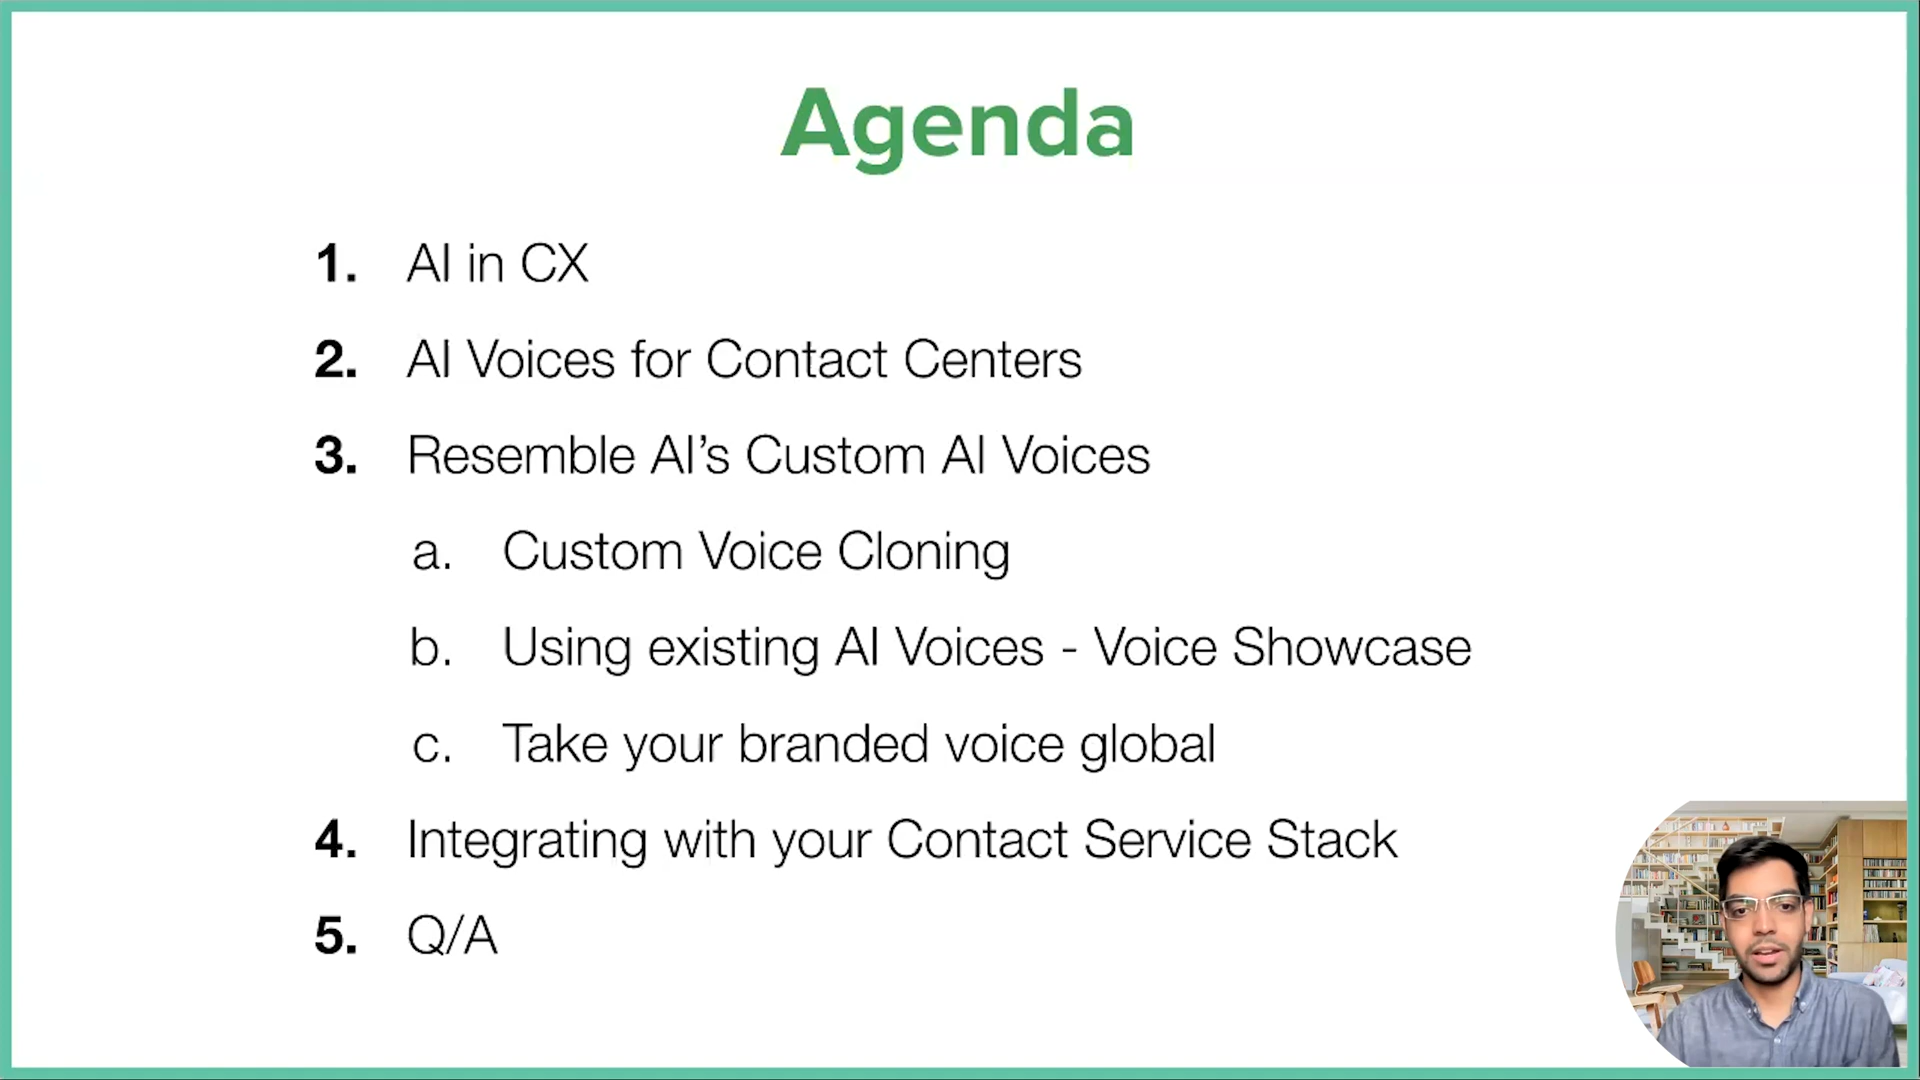 Agenda
1. AI in CX
2. AI Voices for Contact Centers
3. Resemble AI’s Custom AI Voices
a. Custom Voice Cloning
b. Using existing AI Voices - Voice Showcase
c. Take your branded voice global
4. Integrating with your Contact Service Stack
5. Q/A